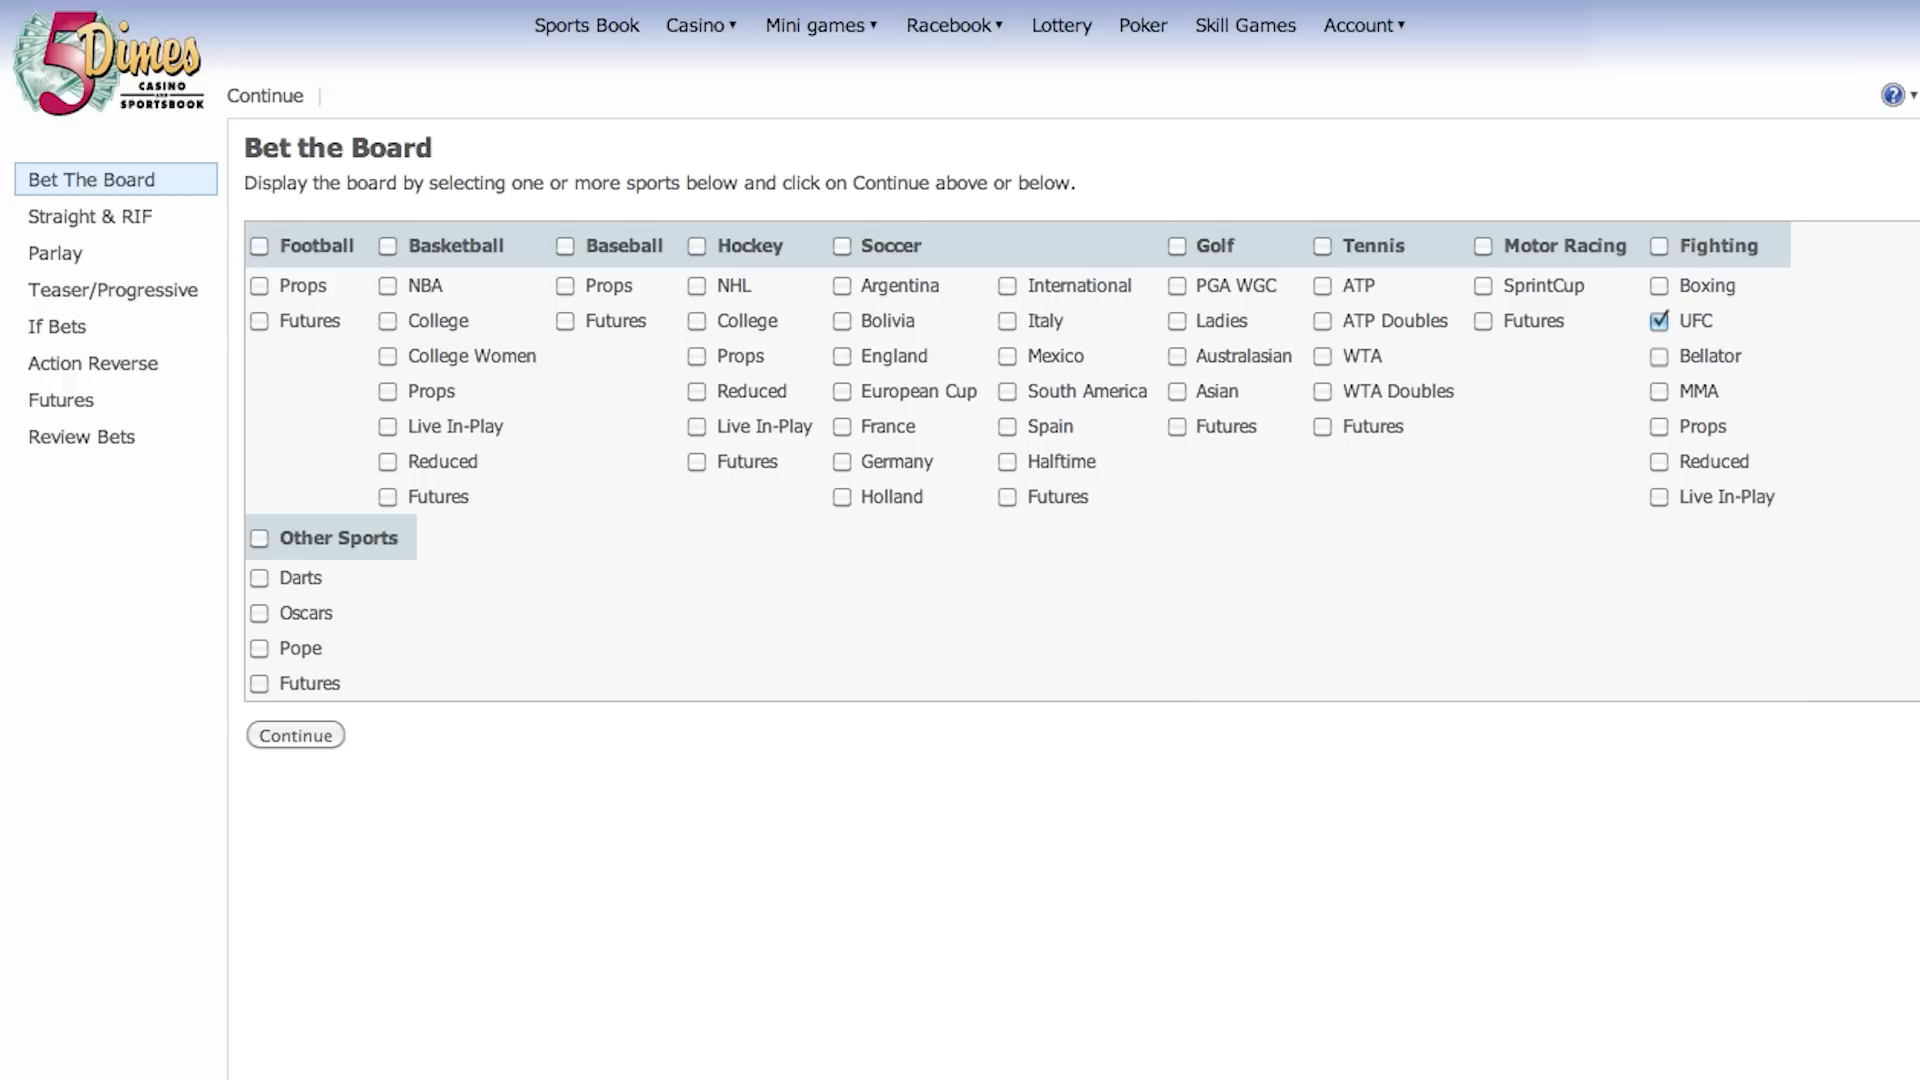 5Dimes
CASINO
AND
SPORTSBOOK
Sports Book Casino Mini games Racebook Lottery Poker Skill Games Account
Continue
?
Bet The Board
Straight & RIF
Parlay
Teaser/Progressive
If Bets
Action Reverse
Futures
Review Bets
Bet the Board
Display the board by selecting one or more sports below and click on Continue above or below.
Football Basketball Baseball Hockey Soccer Golf Tennis Motor Racing Fighting
Props NBA Props NHL Argentina International PGA WGC ATP SprintCup Boxing
Futures College Futures College Bolivia Italy Ladies ATP Doubles Futures UFC
College Women Props England Mexico Australasian WTA Bellator
Props Reduced European Cup South America Asian WTA Doubles MMA
Live In-Play Live In-Play France Spain Futures Futures Props
Reduced Futures Germany Halftime Reduced
Futures Holland Futures Live In-Play
Other Sports
Darts
Oscars
Pope
Futures
Continue